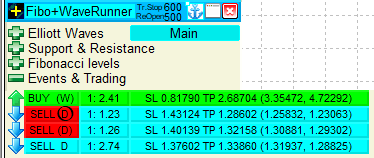 Fibo+WaveRunner Tr.Stop 600 ReOpen 500
Elliott Waves Main
Support & Resistance
Fibonacci levels
Events & Trading
BUY (W) 1: 2.41 SL 0.81790 TP 2.68704 (3.35472, 4.72292)
SELL (D) 1: 1.23 SL 1.43124 TP 1.28602 (1.25832, 1.23063)
SELL (D) 1: 1.26 SL 1.40139 TP 1.32158 (1.30881, 1.29302)
SELL D 1: 2.74 SL 1.37602 TP 1.33860 (1.31937, 1.28825)